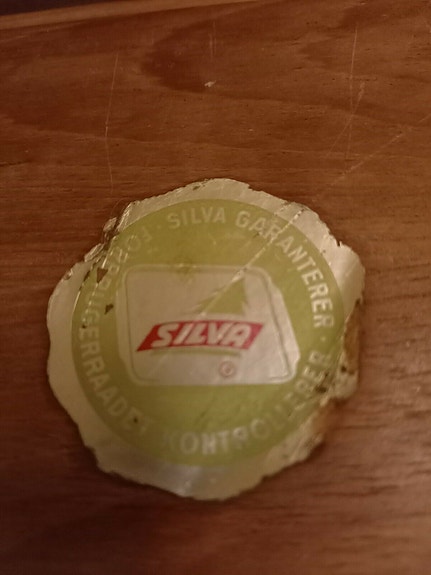 SILVA GARANTERER
FORBRUGERRAADET KONTROLLERER
SILVA